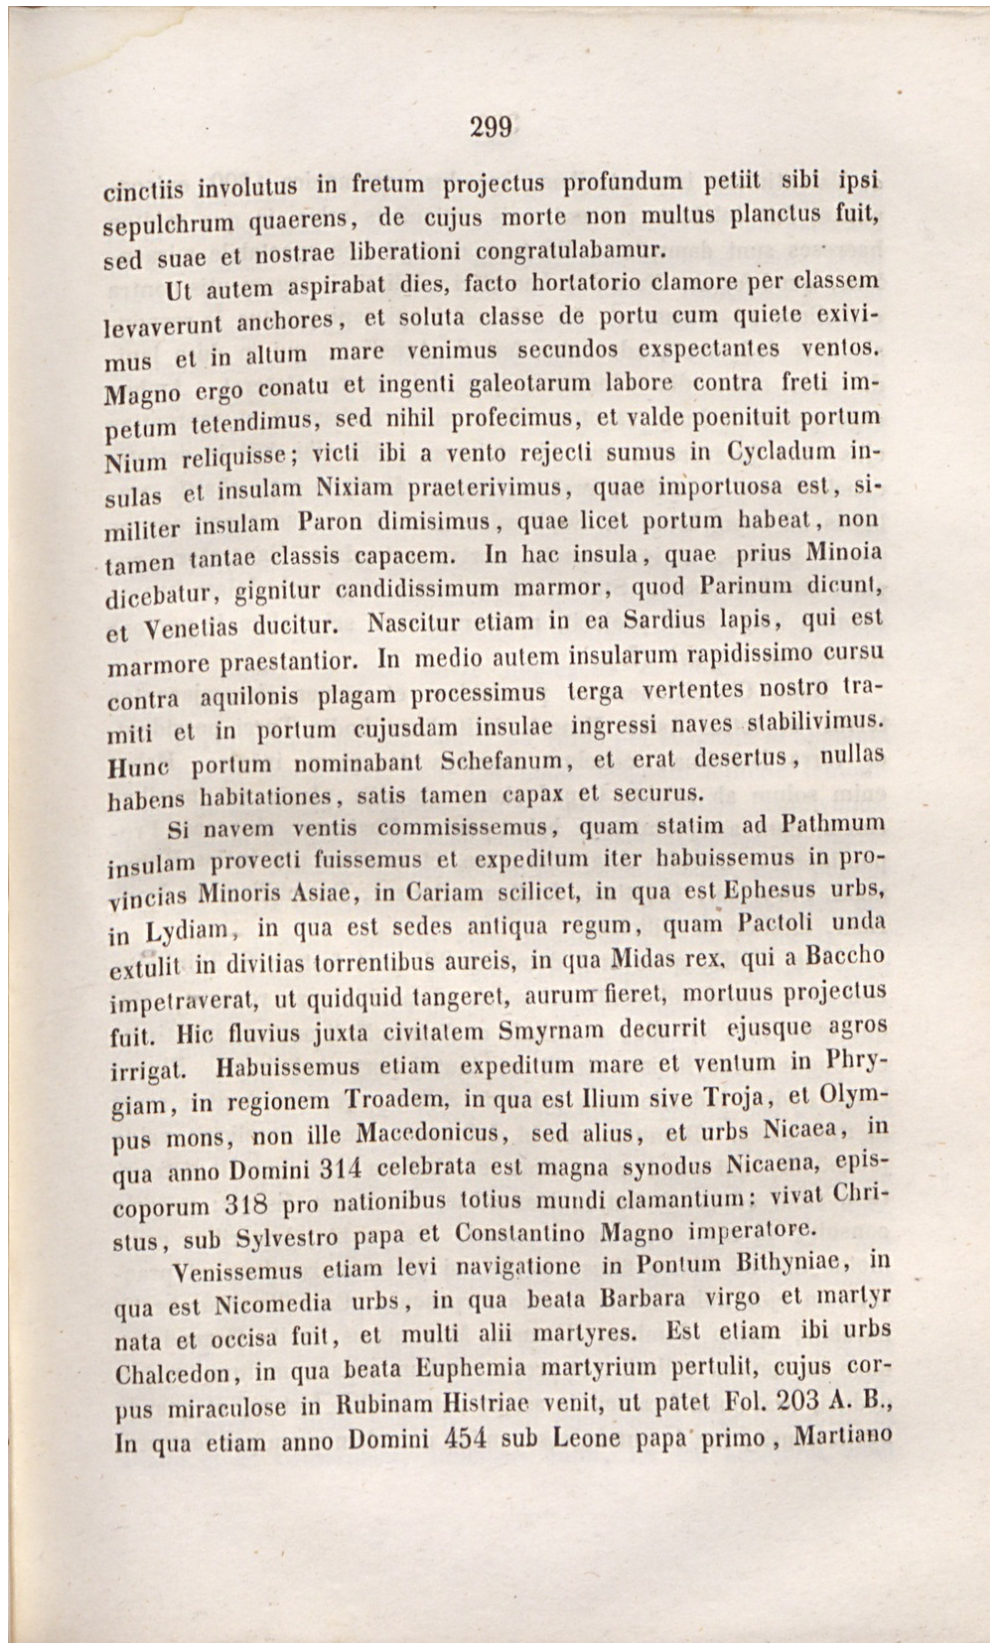 299
cinctiis involutus in fretum projectus profundum petiit sibi ipsi
sepulchrum quaerens, de cujus morte non multus planctus fuit,
sed suae et nostrae liberationi congratulabamur.
Ut autem aspirabat dies, facto hortatorio clamore per classem
levaverunt anchores, et soluta classe de portu cum quiete exivi-
mus et in altum mare venimus secundos exspectantes ventos.
Magno ergo conatu et ingenti galeotarum labore contra freti im-
petum tetendimus, sed nihil profecimus, et valde poenituit portum
Nium reliquisse; victi ibi a vento rejecti sumus in Cycladum in-
sulas et insulam Nixiam praeterivimus, quae importuosa est, si-
militer insulam Paron dimisimus, quae licet portum habeat, non
tamen tantae classis capacem. In hac insula, quae prius Minoia
dicebatur, gignitur candidissimum marmor, quod Parinum dicunt,
et Venetias ducitur. Nascitur etiam in ea Sardius lapis, qui est
marmore praestantior. In medio autem insularum rapidissimo cursu
contra aquilonis plagam processimus terga vertentes nostro tra-
miti et in portum cujusdam insulae ingressi naves stabilivimus.
Hunc portum nominabant Schefanum, et erat desertus, nullas
habens habitationes, satis tamen capax et securus.
Si navem ventis commisissemus, quam statim ad Pathmum
insulam provecti fuissemus et expeditum iter habuissemus in pro-
vincias Minoris Asiae, in Cariam scilicet, in qua est Ephesus urbs,
in Lydiam, in qua est sedes antiqua regum, quam Pactoli unda
extulit in divitias torrentibus aureis, in qua Midas rex, qui a Baccho
impetraverat, ut quidquid tangeret, aurum fieret, mortuus projectus
fuit. Hic fluvius juxta civitatem Smyrnam decurrit ejusque agros
irrigat. Habuissemus etiam expeditum mare et ventum in Phry-
giam, in regionem Troadem, in qua est Ilium sive Troja, et Olym-
pus mons, non ille Macedonicus, sed alius, et urbs Nicaea, in
qua anno Domini 314 celebrata est magna synodus Nicaena, epis-
coporum 318 pro nationibus totius mundi clamantium: vivat Chri-
stus, sub Sylvestro papa et Constantino Magno imperatore.
Venissemus etiam levi navigatione in Pontum Bithyniae, in
qua est Nicomedia urbs, in qua beata Barbara virgo et martyr
nata et occisa fuit, et multi alii martyres. Est etiam ibi urbs
Chalcedon, in qua beata Euphemia martyrium pertulit, cujus cor-
pus miraculose in Rubinam Histriae venit, ut patet Fol. 203 A. B.,
In qua etiam anno Domini 454 sub Leone papa primo, Martiano